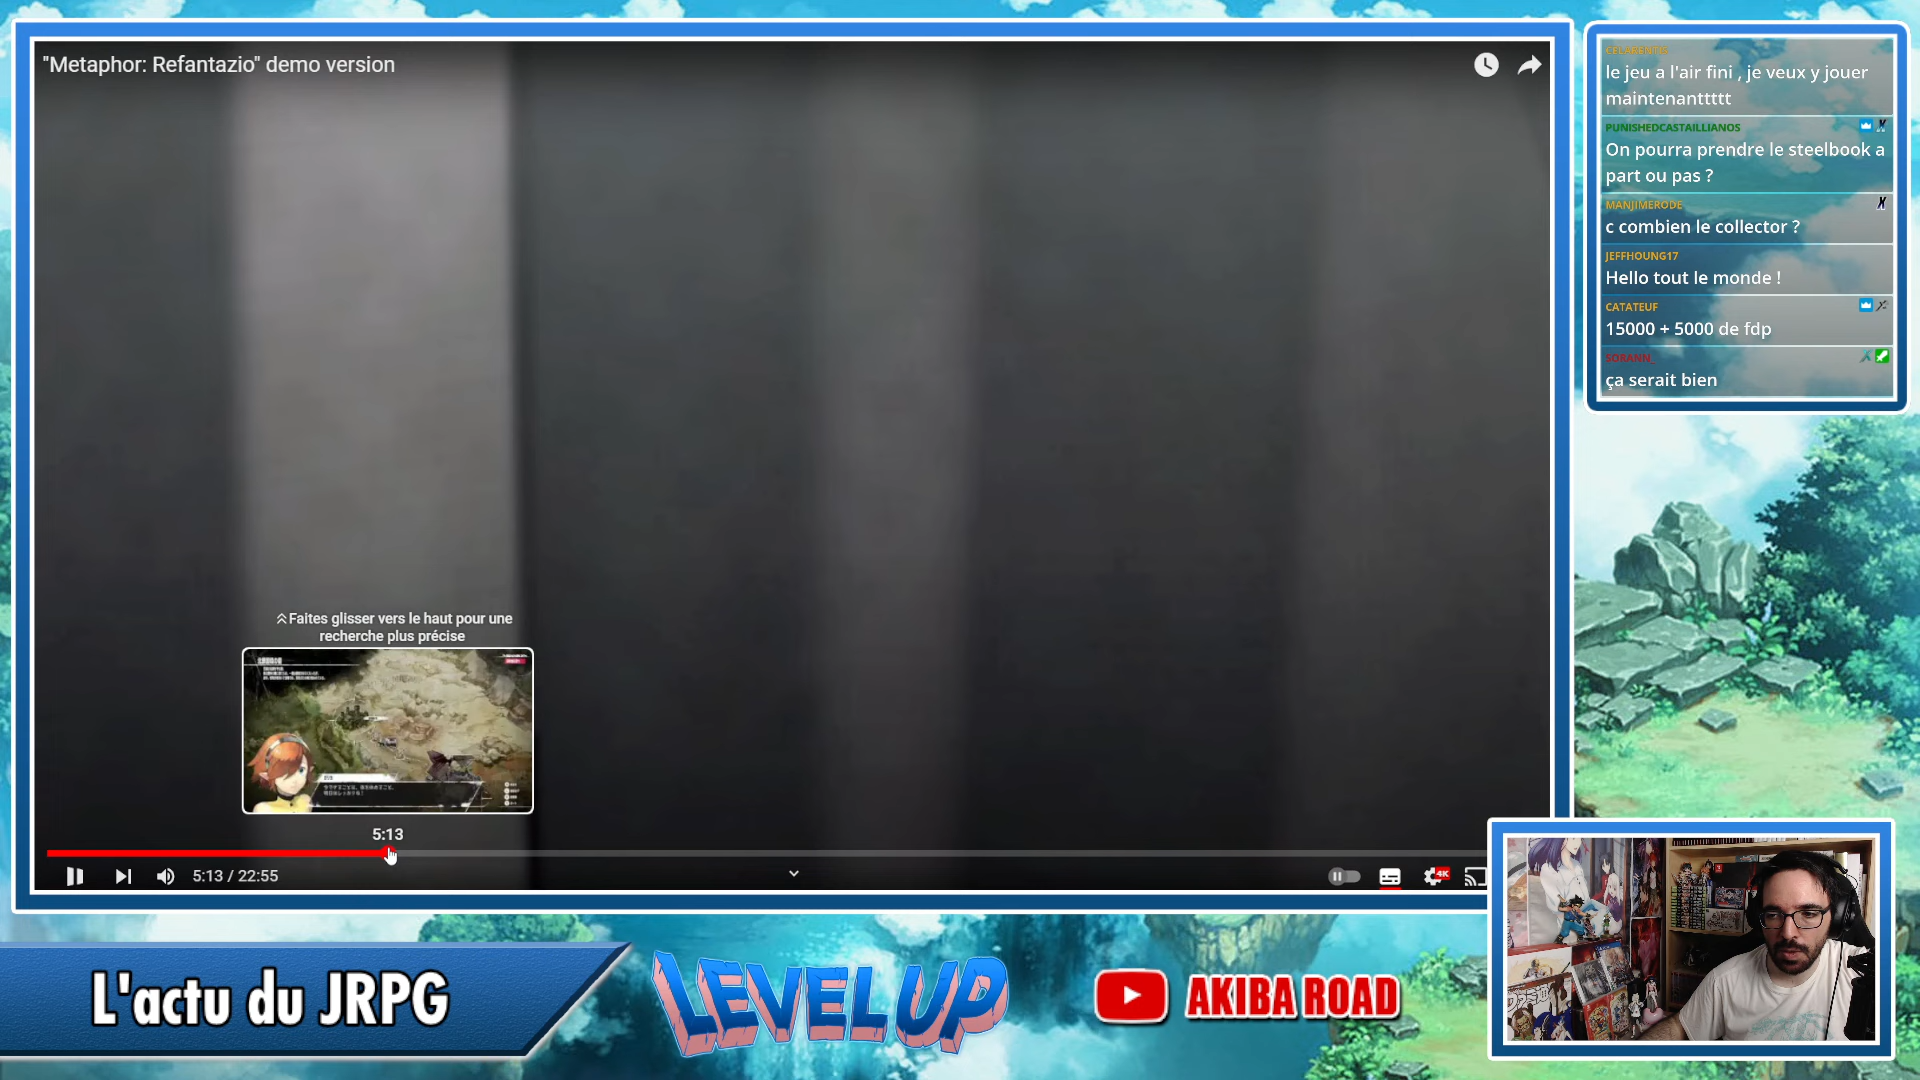 "Metaphor: Refantazio" demo version
CELARENTIS
le jeu a l'air fini , je veux y jouer
maintenanttttt
PUNISHEDCASTAILLIANOS
On pourra prendre le steelbook a
part ou pas ?
MANJIMERODE
c combien le collector ?
JEFFHOUNG17
Hello tout le monde !
CATATEUF
15000 + 5000 de fdp
SORANN_
ça serait bien
Faites glisser vers le haut pour une
recherche plus précise
5:13
5:13 / 22:55
4K
L'actu du JRPG
LEVEL UP
AKIBA ROAD